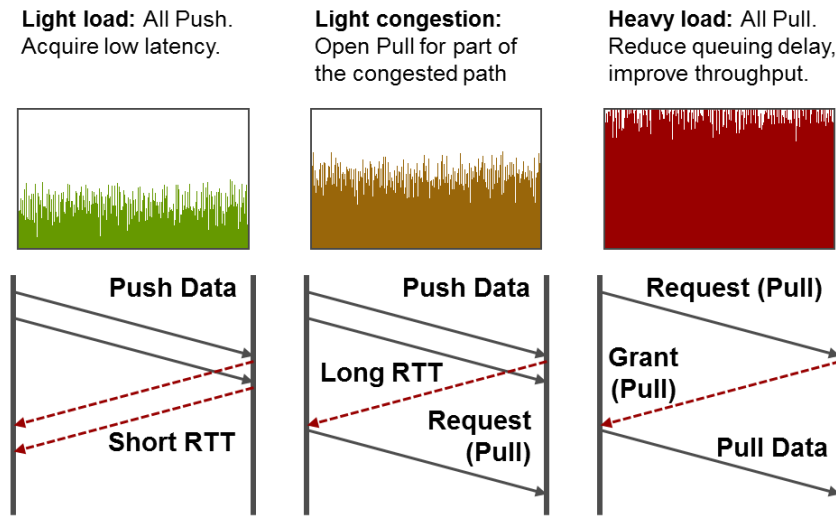 Light load: All Push.
Acquire low latency.
Light congestion:
Open Pull for part of
the congested path
Heavy load: All Pull.
Reduce queuing delay,
improve throughput.
Push Data
Short RTT
Push Data
Long RTT
Request
(Pull)
Request (Pull)
Grant
(Pull)
Pull Data